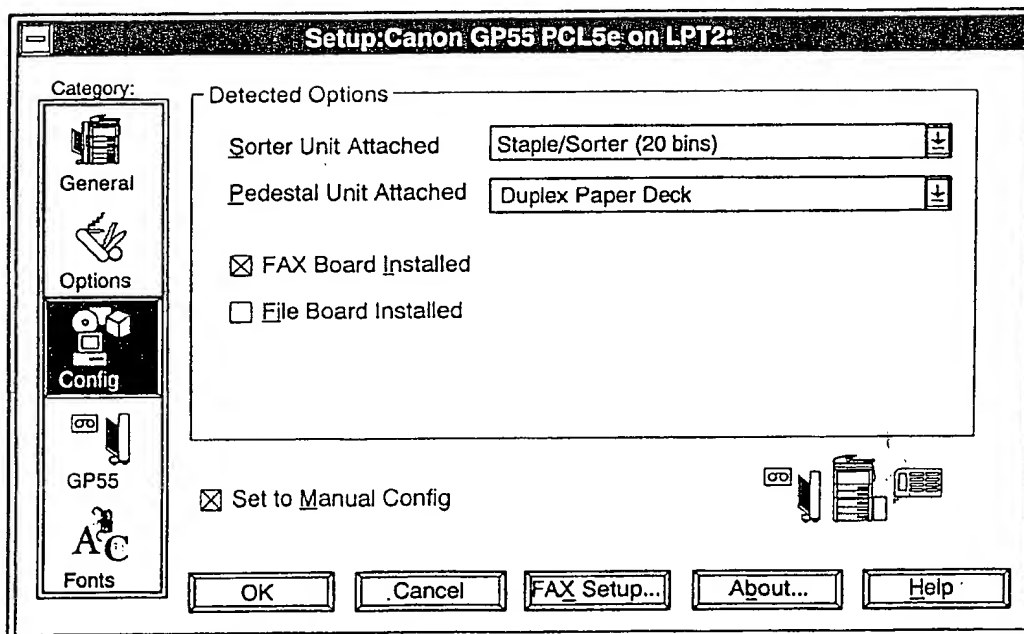 Setup:Canon GP55 PCL5e on LPT2:
Category:
General
Options
Config
GP55
Fonts
Detected Options
Sorter Unit Attached
Staple/Sorter (20 bins)
Pedestal Unit Attached
Duplex Paper Deck
FAX Board Installed
File Board Installed
Set to Manual Config
OK
Cancel
FAX Setup...
About...
Help